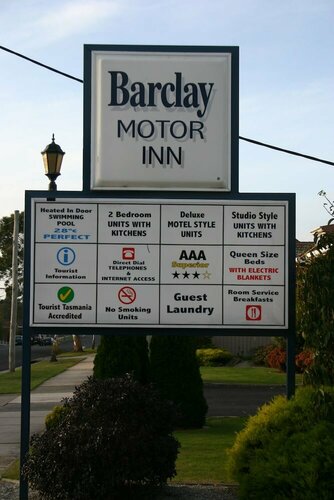 Barclay
MOTOR
INN
Heated In Door
SWIMMING
POOL
28°c
PERFECT
2 Bedroom
UNITS WITH
KITCHENS
Deluxe
MOTEL STYLE
UNITS
Studio Style
UNITS WITH
KITCHENS
i
Tourist
Information
Direct Dial
TELEPHONES
&
INTERNET ACCESS
AAA
Superior
Queen Size
Beds
WITH ELECTRIC
BLANKETS
Tourist Tasmania
Accredited
No Smoking
Units
Guest
Laundry
Room Service
Breakfasts